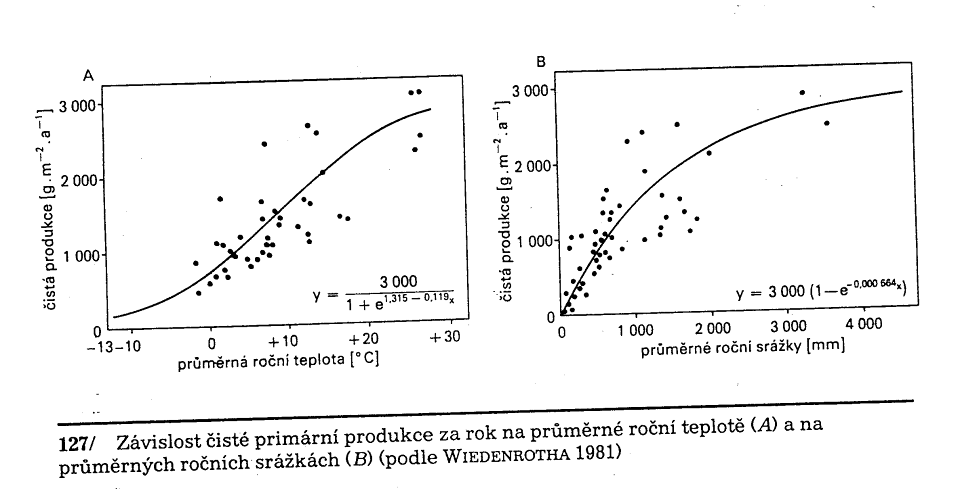 A
čistá produkce [g.m⁻².a⁻¹]
3 000
2 000
1 000
0
−13−10
0
+10
+20
+30
průměrná roční teplota [°C]
y = 3 000 / 1 + e^1,315 − 0,119x
B
čistá produkce [g.m⁻².a⁻¹]
3 000
2 000
1 000
0
0
1 000
2 000
3 000
4 000
průměrné roční srážky [mm]
y = 3 000 (1−e^−0,000 664x)
127/ Závislost čisté primární produkce za rok na průměrné roční teplotě (A) a na
průměrných ročních srážkách (B) (podle WIEDENROTHA 1981)